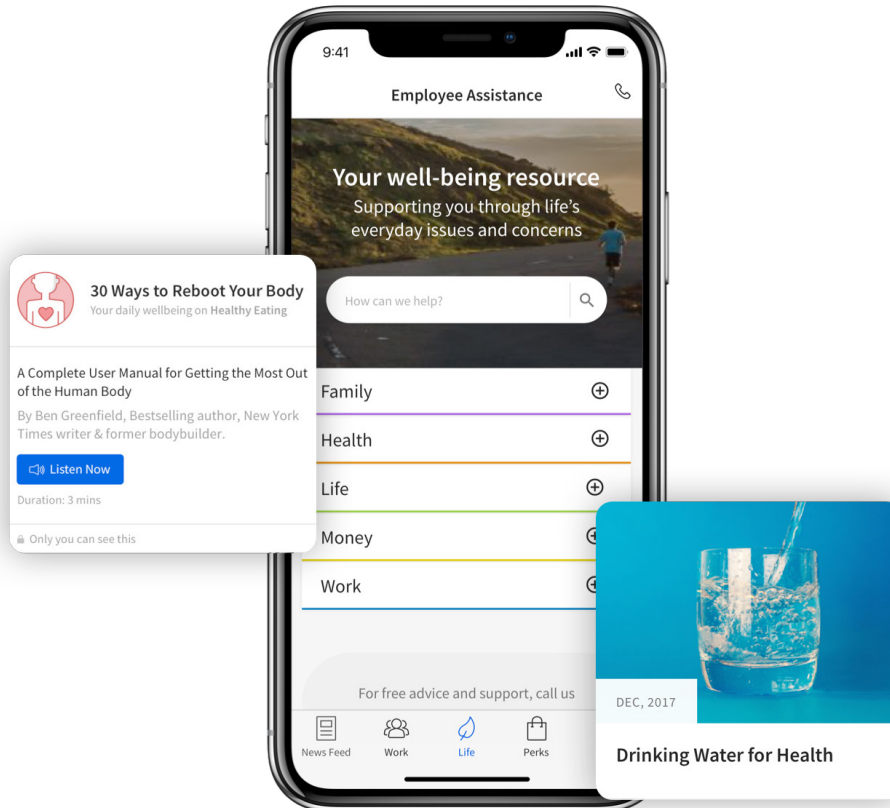 9:41
Employee Assistance
Your well-being resource
Supporting you through life's
everyday issues and concerns
How can we help?
30 Ways to Reboot Your Body
Your daily wellbeing on Healthy Eating
A Complete User Manual for Getting the Most Out
of the Human Body
By Ben Greenfield, Bestselling author, New York
Times writer & former bodybuilder.
Listen Now
Duration: 3 mins
Only you can see this
Family
Health
Life
Money
Work
For free advice and support, call us
News Feed
Work
Life
Perks
DEC, 2017
Drinking Water for Health